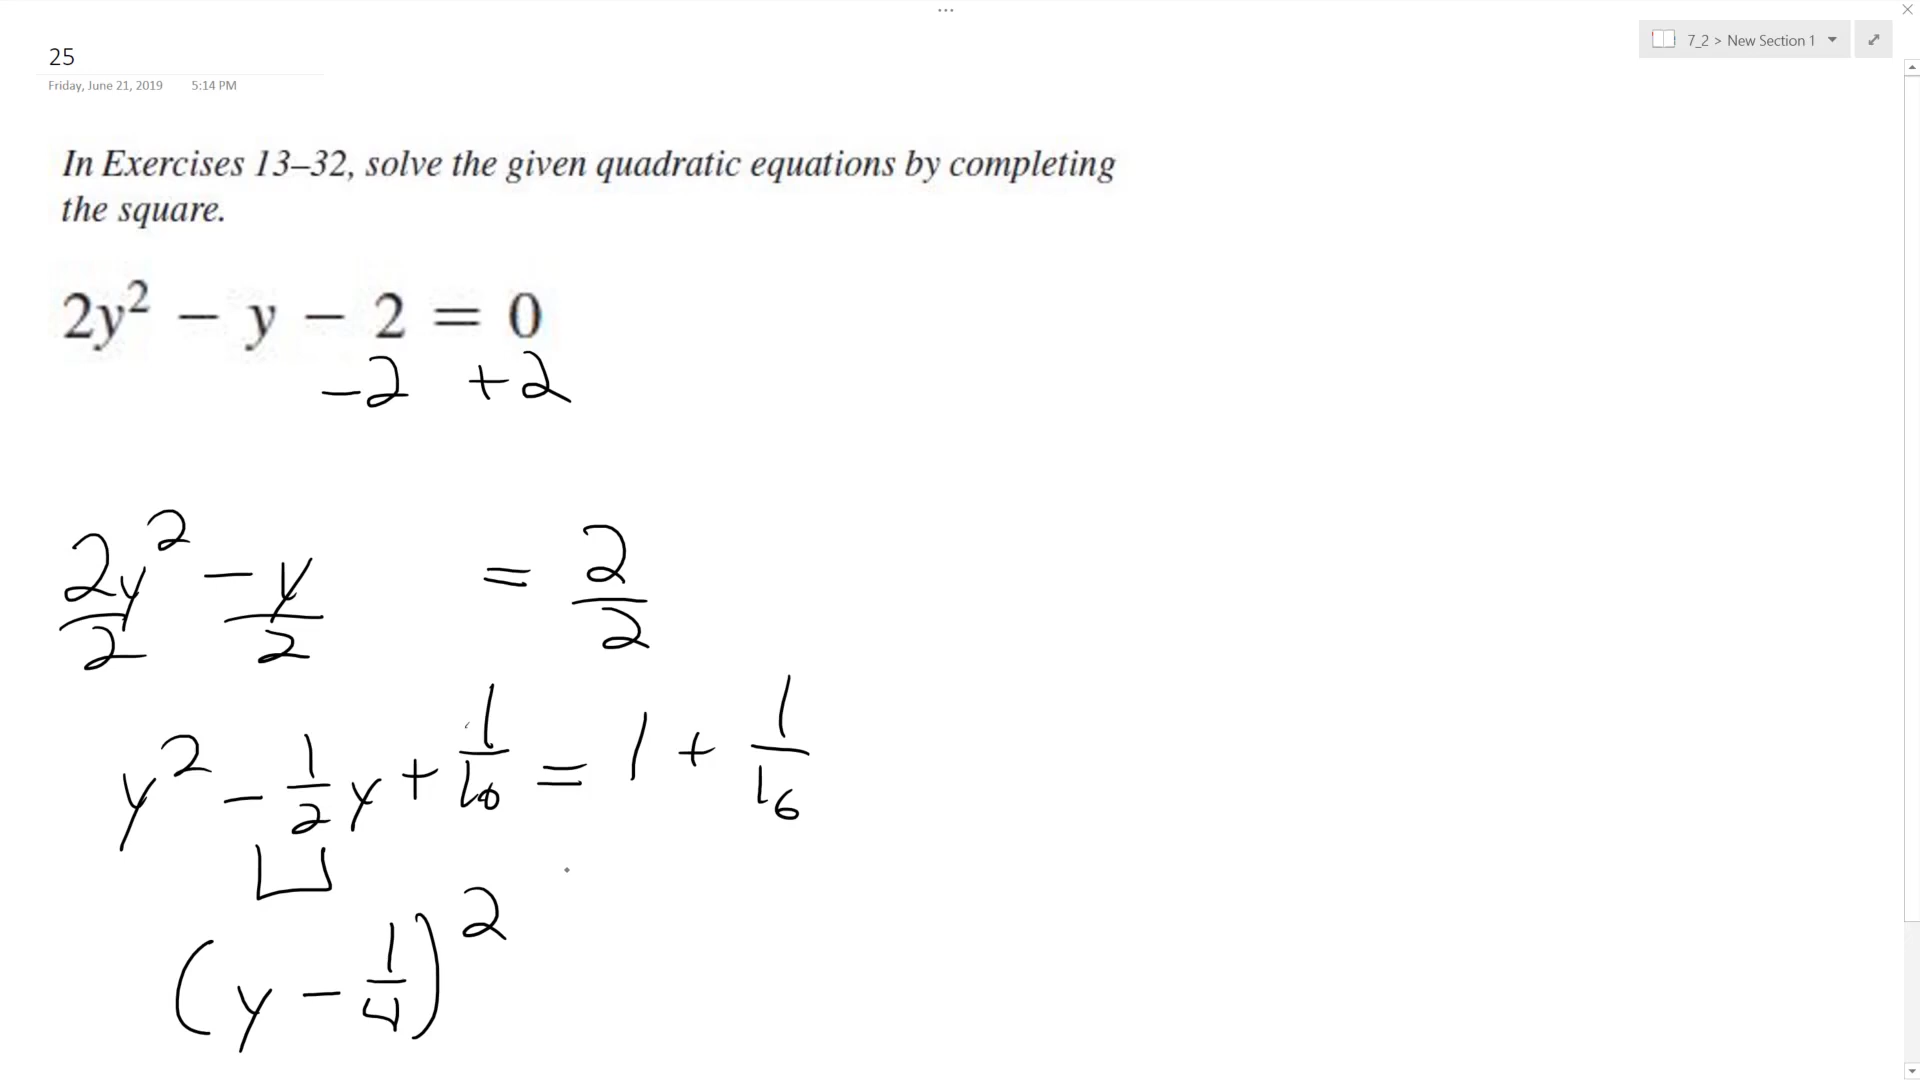 ...
7_2 > New Section 1
25
Friday, June 21, 2019 5:14 PM
In Exercises 13–32, solve the given quadratic equations by completing
the square.
2y² − y − 2 = 0
−2 +2
2y²/2 − y/2 = 2/2
y² − 1/2 y + 1/16 = 1 + 1/16
(y − 1/4)²